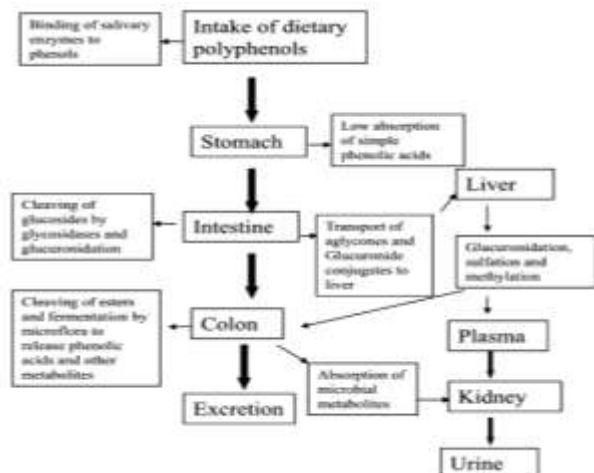 Binding of salivary
enzymes to
phenols
Intake of dietary
polyphenols
Stomach
Low absorption
of simple
phenolic acids
Liver
Cleaving of
glucosides by
glycosidases and
glucuronidation
Intestine
Transport of
aglycones and
Glucuronide
conjugates to
liver
Glucuronidation,
sulfation and
methylation
Cleaving of esters
and fermentation by
microflora to
release phenolic
acids and other
metabolites
Colon
Plasma
Absorption of
microbial
metabolites
Kidney
Excretion
Urine